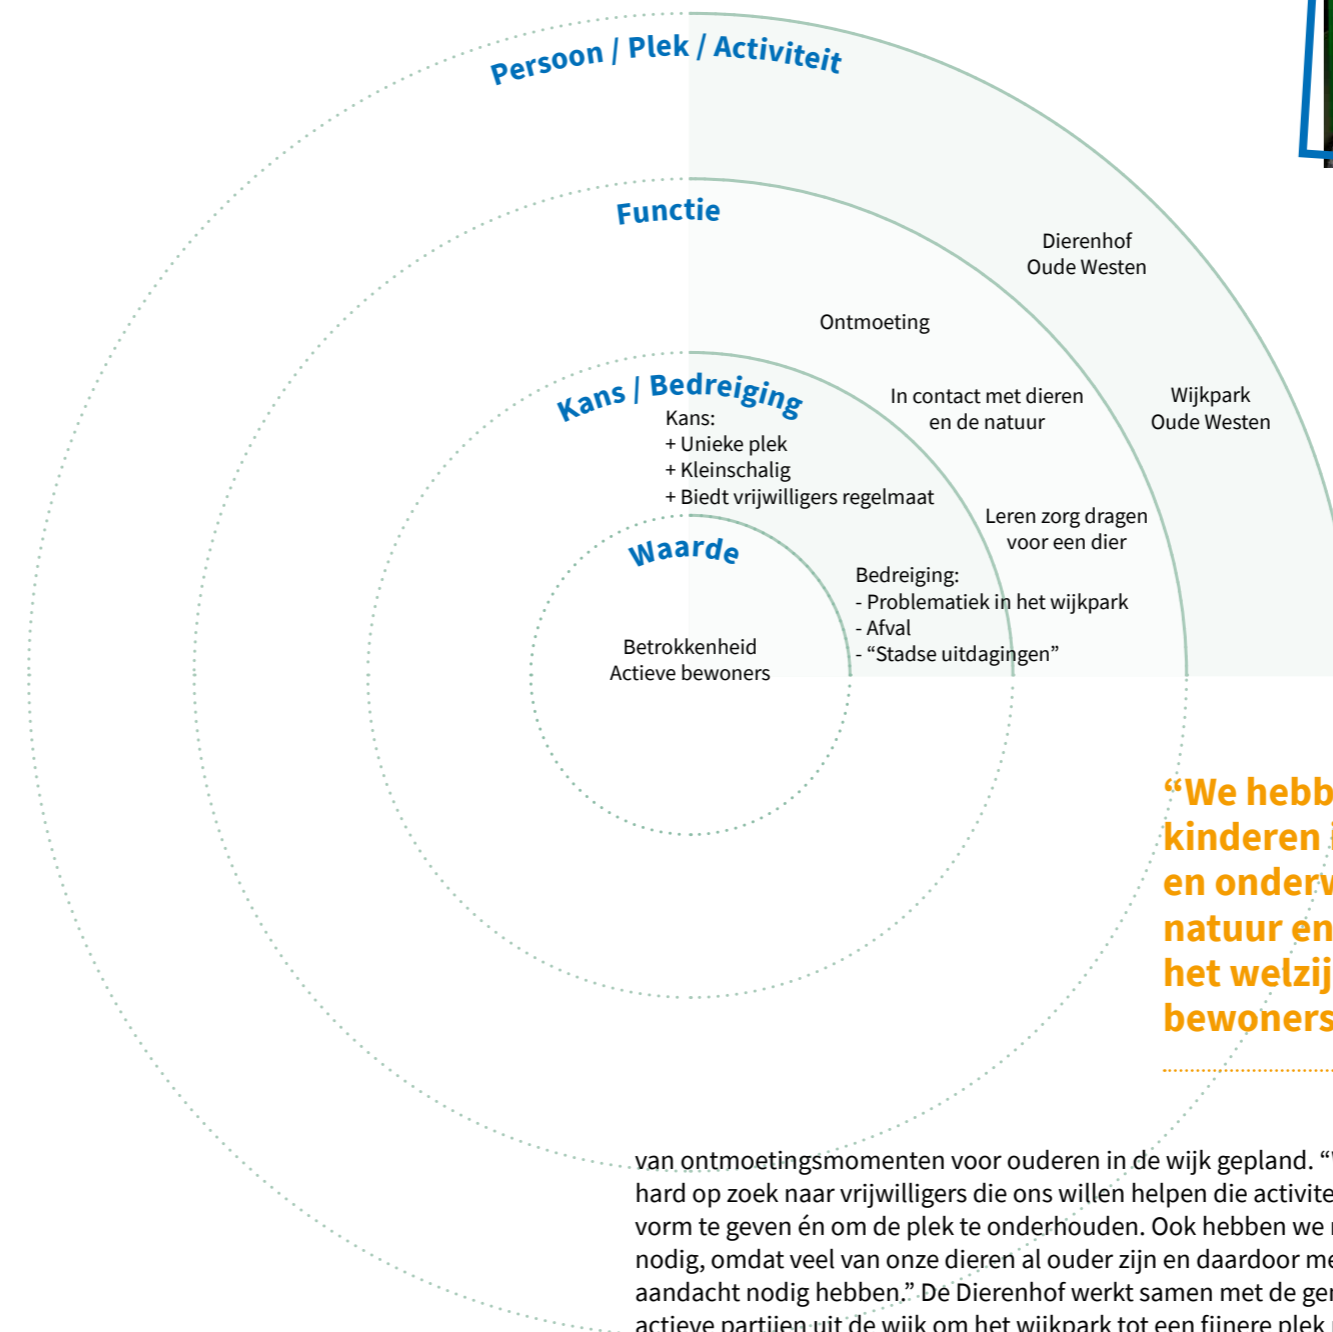 Persoon / Plek / Activiteit
Functie
Dierenhof
Oude Westen
Ontmoeting
Wijkpark
Oude Westen
In contact met dieren
en de natuur
Kans / Bedreiging
Kans:
+ Unieke plek
+ Kleinschalig
+ Biedt vrijwilligers regelmaat
Leren zorg dragen
voor een dier
Waarde
Bedreiging:
- Problematiek in het wijkpark
- Afval
- “Stadse uitdagingen”
Betrokkenheid
Actieve bewoners
“We hebb
kinderen
en onderw
natuur en
het welzij
bewoners
van ontmoetingsmomenten voor ouderen in de wijk gepland.
hard op zoek naar vrijwilligers die ons willen helpen die activite
vorm te geven én om de plek te onderhouden. Ook hebben we
nodig, omdat veel van onze dieren al ouder zijn en daardoor me
aandacht nodig hebben.” De Dierenhof werkt samen met de ge
actieve partijen uit de wijk om het wijkpark tot een fijnere plek